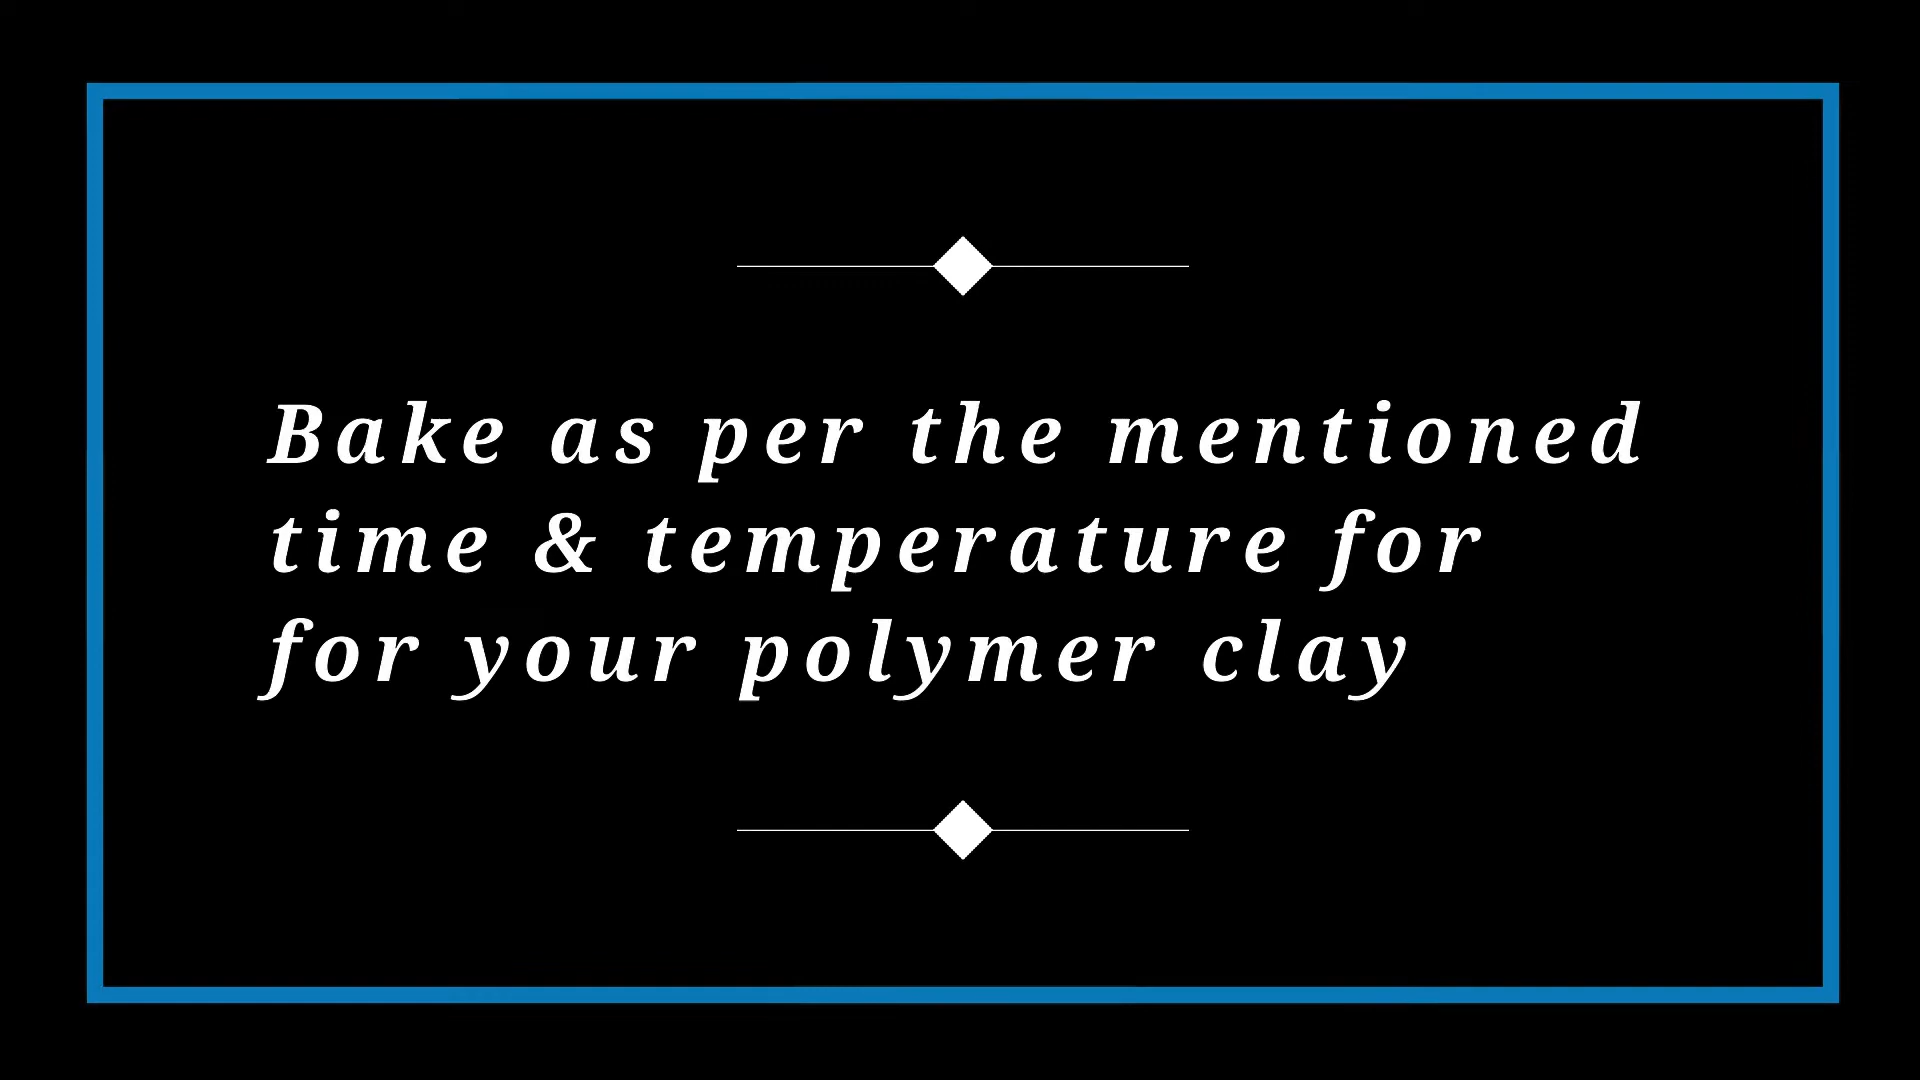 Bake as per the mentioned
time & temperature for
for your polymer clay